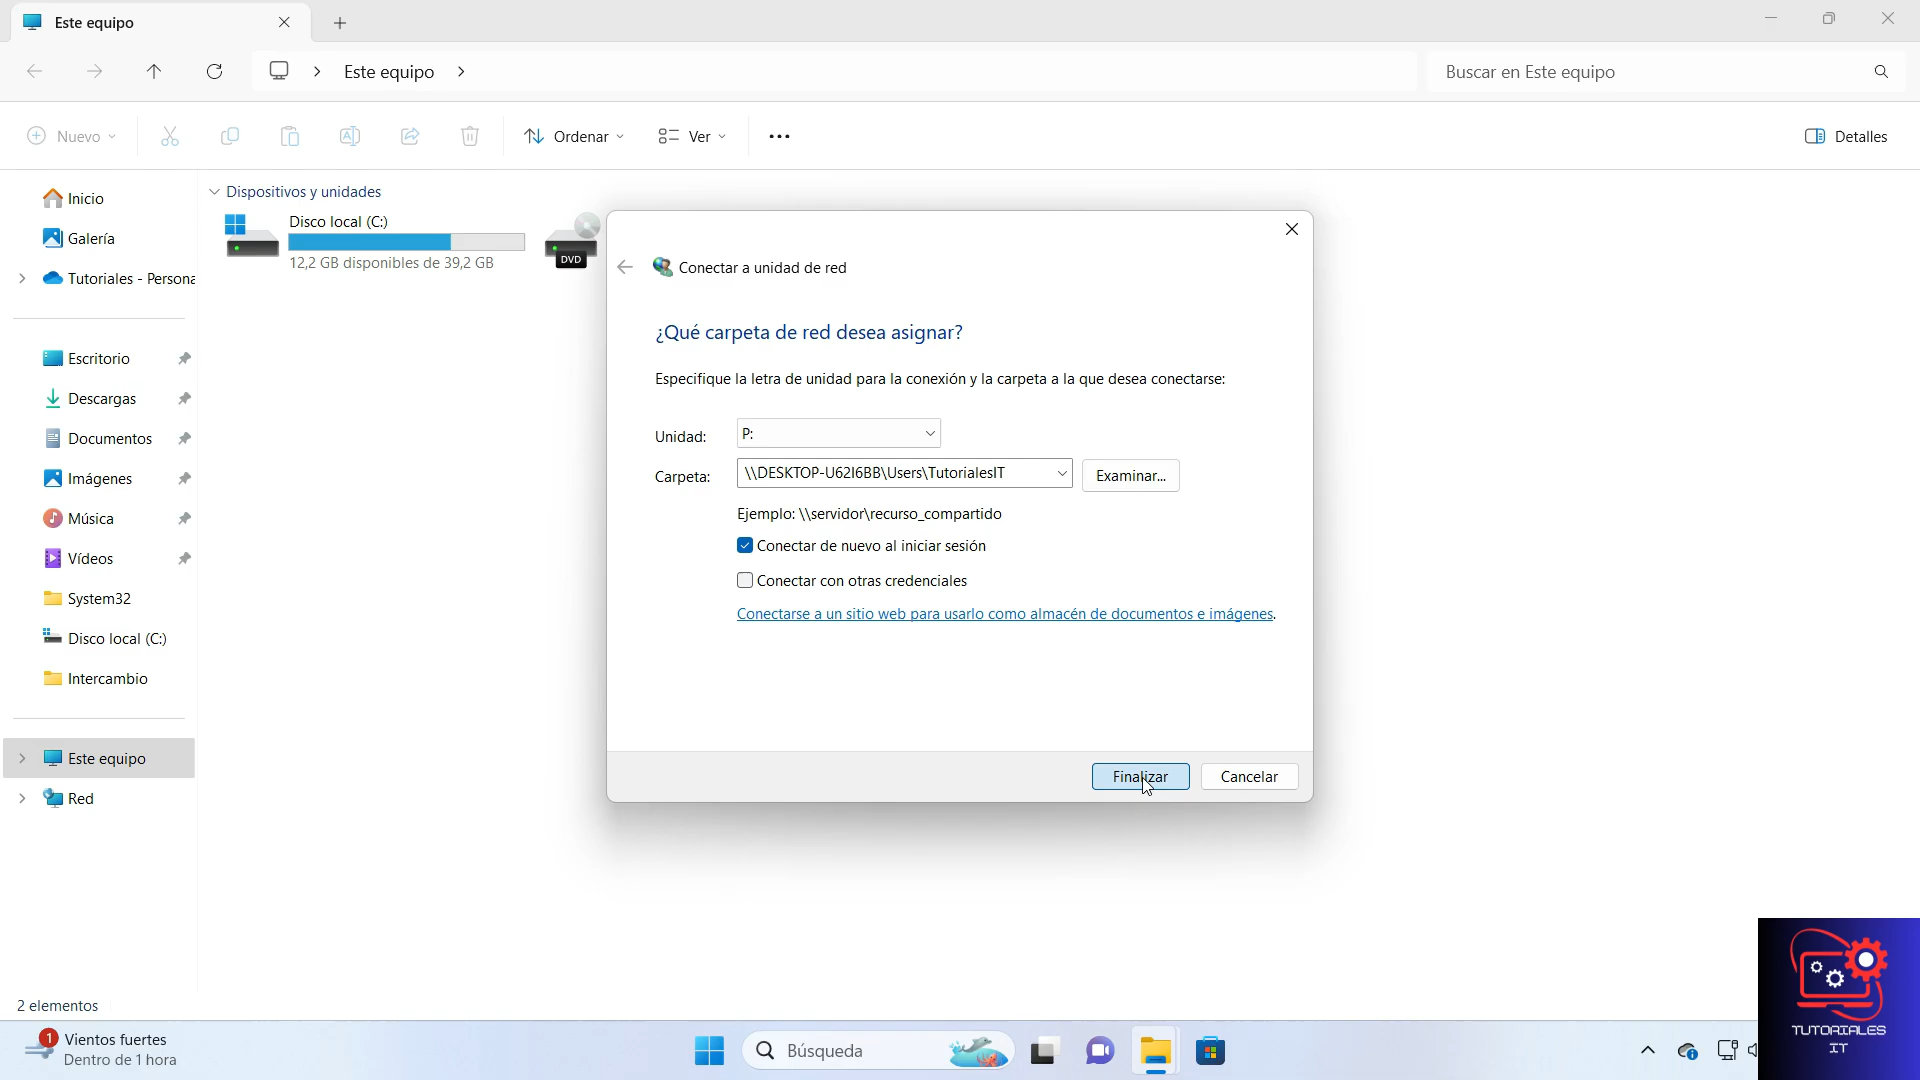 Este equipo
Este equipo
Buscar en Este equipo
Nuevo
Ordenar
Ver
Detalles
Inicio
Galería
Tutoriales - Persona
Escritorio
Descargas
Documentos
Imágenes
Música
Vídeos
System32
Disco local (C:)
Intercambio
Este equipo
Red
Dispositivos y unidades
Disco local (C:)
12,2 GB disponibles de 39,2 GB
DVD
Conectar a unidad de red
¿Qué carpeta de red desea asignar?
Especifique la letra de unidad para la conexión y la carpeta a la que desea conectarse:
Unidad: P:
Carpeta: \\DESKTOP-U62I6BB\Users\TutorialesIT Examinar...
Ejemplo: \\servidor\recurso_compartido
Conectar de nuevo al iniciar sesión
Conectar con otras credenciales
Conectarse a un sitio web para usarlo como almacén de documentos e imágenes.
Finalizar Cancelar
2 elementos
1
Vientos fuertes
Dentro de 1 hora
Búsqueda
TUTORIALES
IT